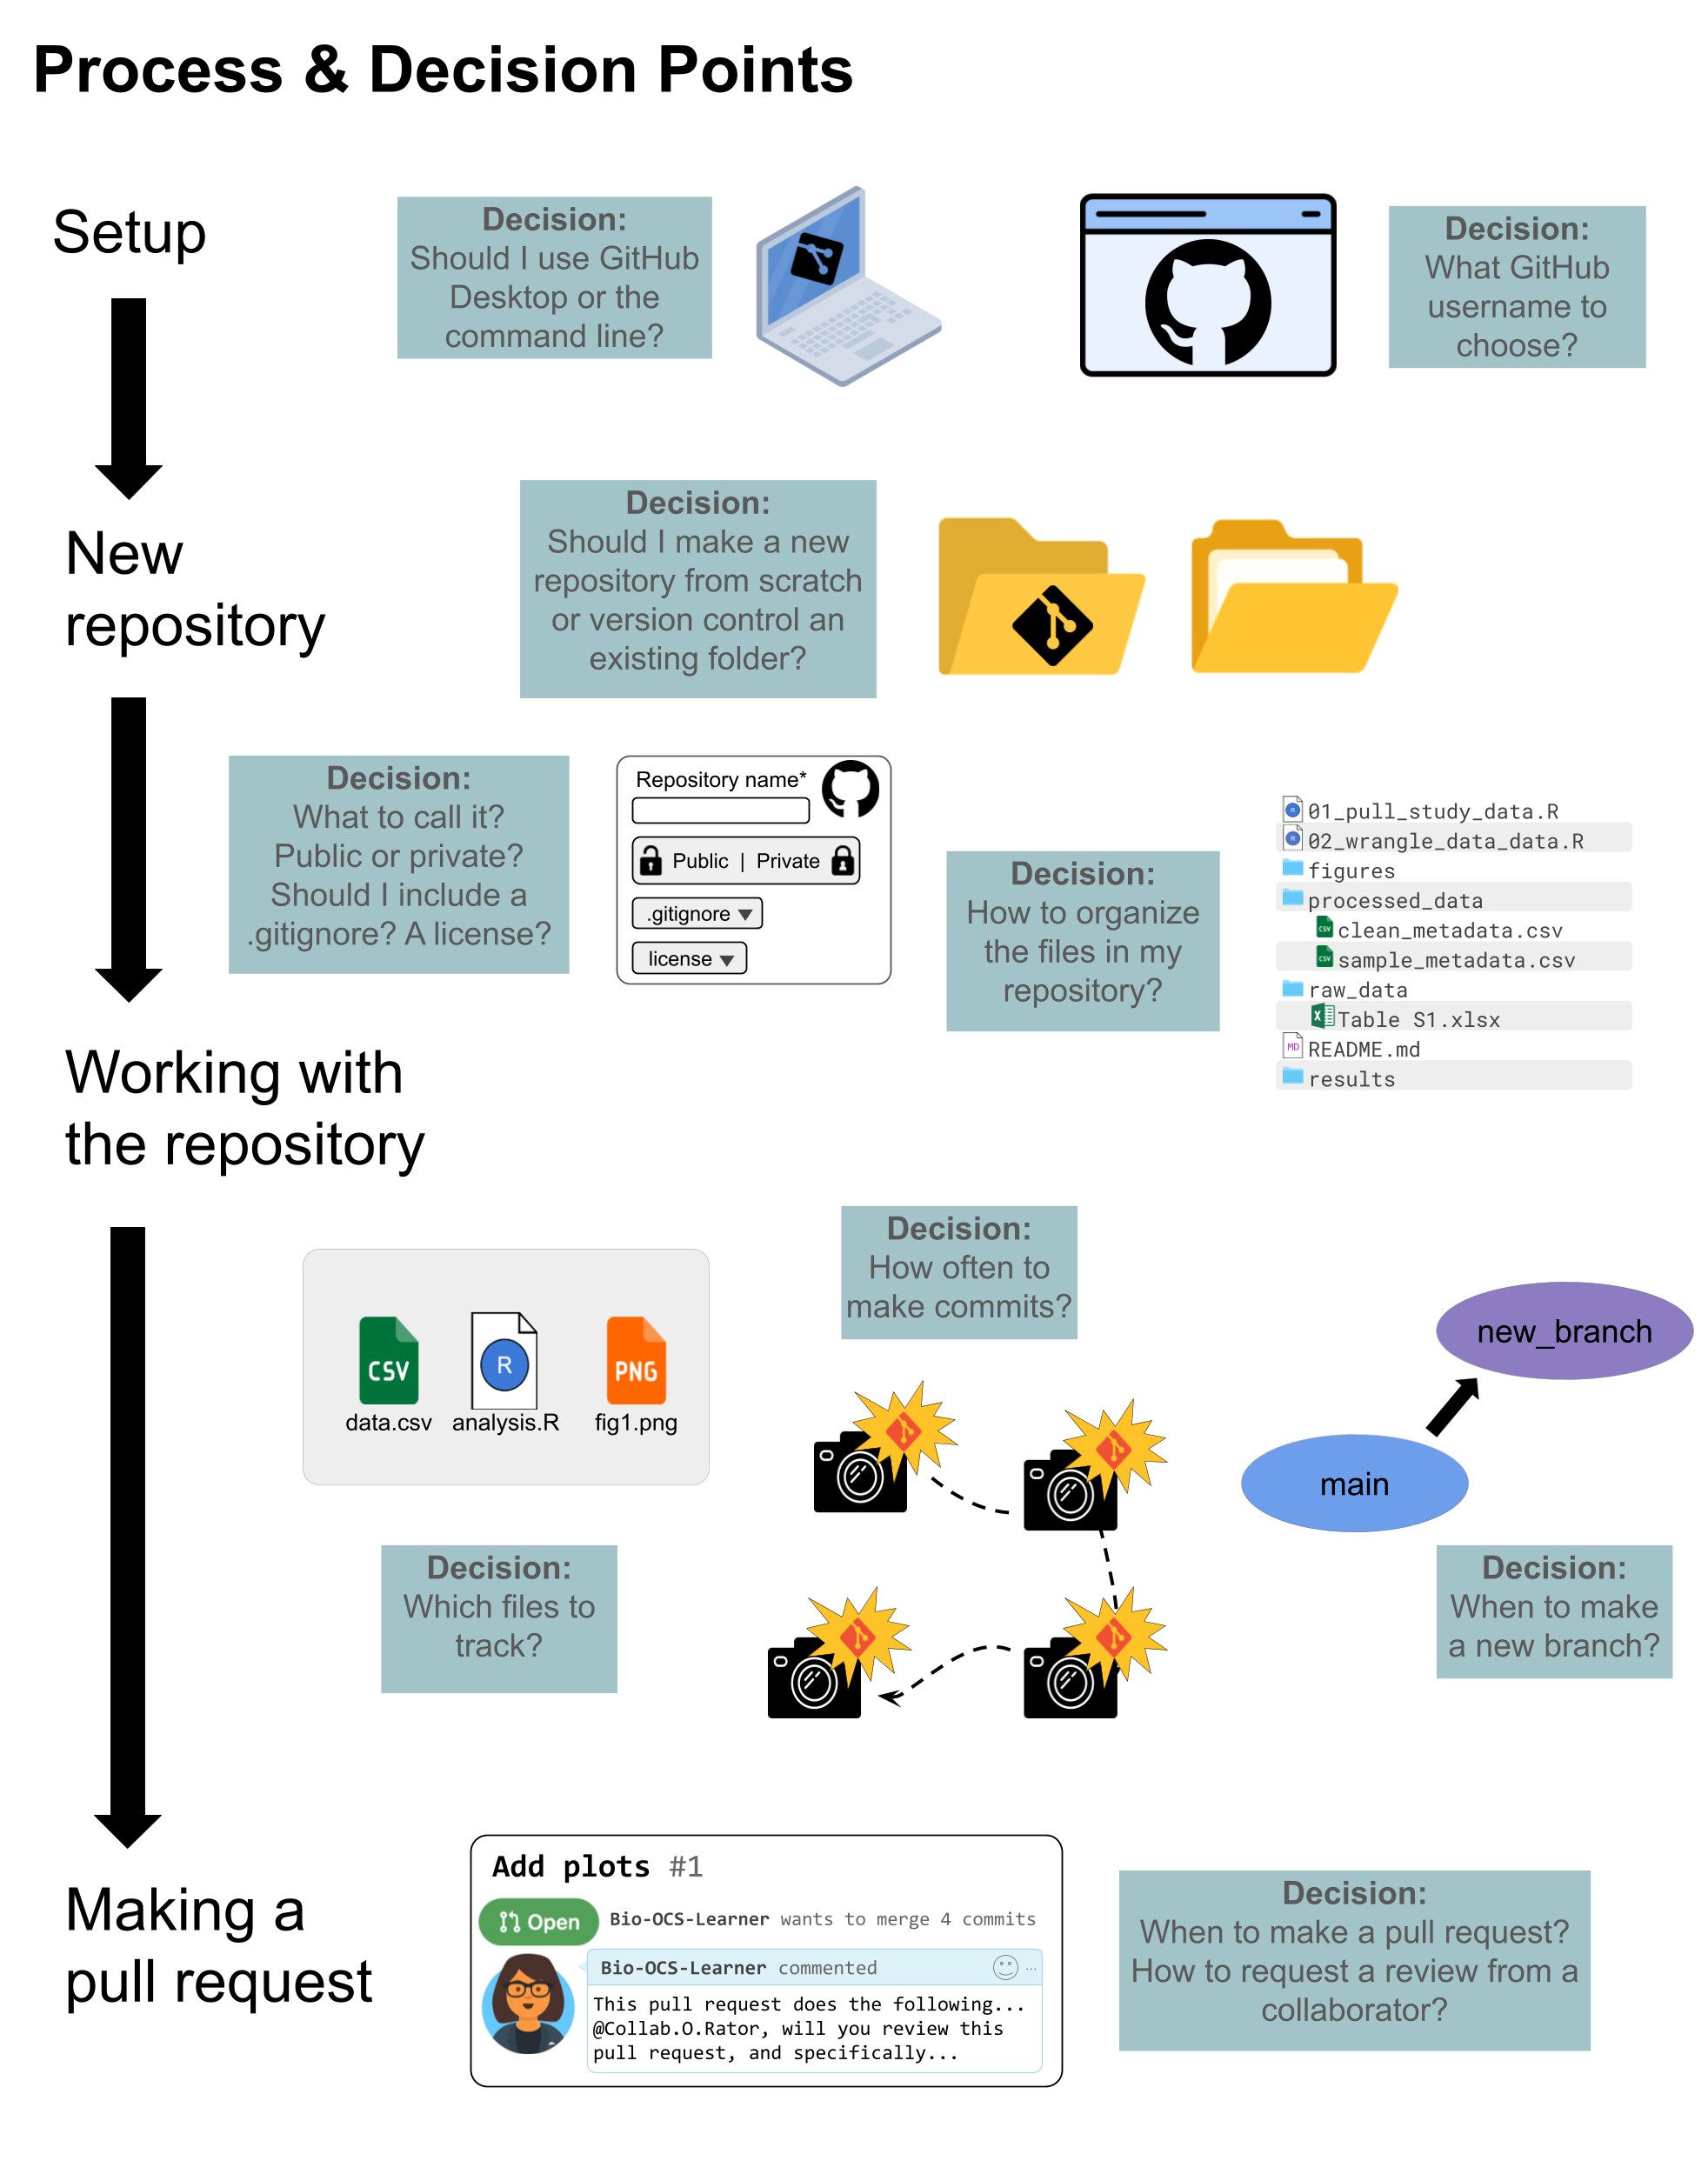 Process & Decision Points
Setup
Decision:
Should I use GitHub
Desktop or the
command line?
Decision:
What GitHub
username to
choose?
New
repository
Decision:
Should I make a new
repository from scratch
or version control an
existing folder?
Decision:
What to call it?
Public or private?
Should I include a
.gitignore? A license?
Repository name*
Public | Private
.gitignore
license
Decision:
How to organize
the files in my
repository?
R 01_pull_study_data.R
R 02_wrangle_data_data.R
figures
processed_data
CSV clean_metadata.csv
CSV sample_metadata.csv
raw_data
X Table S1.xlsx
MD README.md
results
Working with
the repository
CSV
data.csv
R
analysis.R
PNG
fig1.png
Decision:
Which files to
track?
Decision:
How often to
make commits?
new_branch
main
Decision:
When to make
a new branch?
Making a
pull request
Add plots #1
Open
Bio-OCS-Learner wants to merge 4 commits
Bio-OCS-Learner commented
...
This pull request does the following...
@Collab.O.Rator, will you review this
pull request, and specifically...
Decision:
When to make a pull request?
How to request a review from a
collaborator?